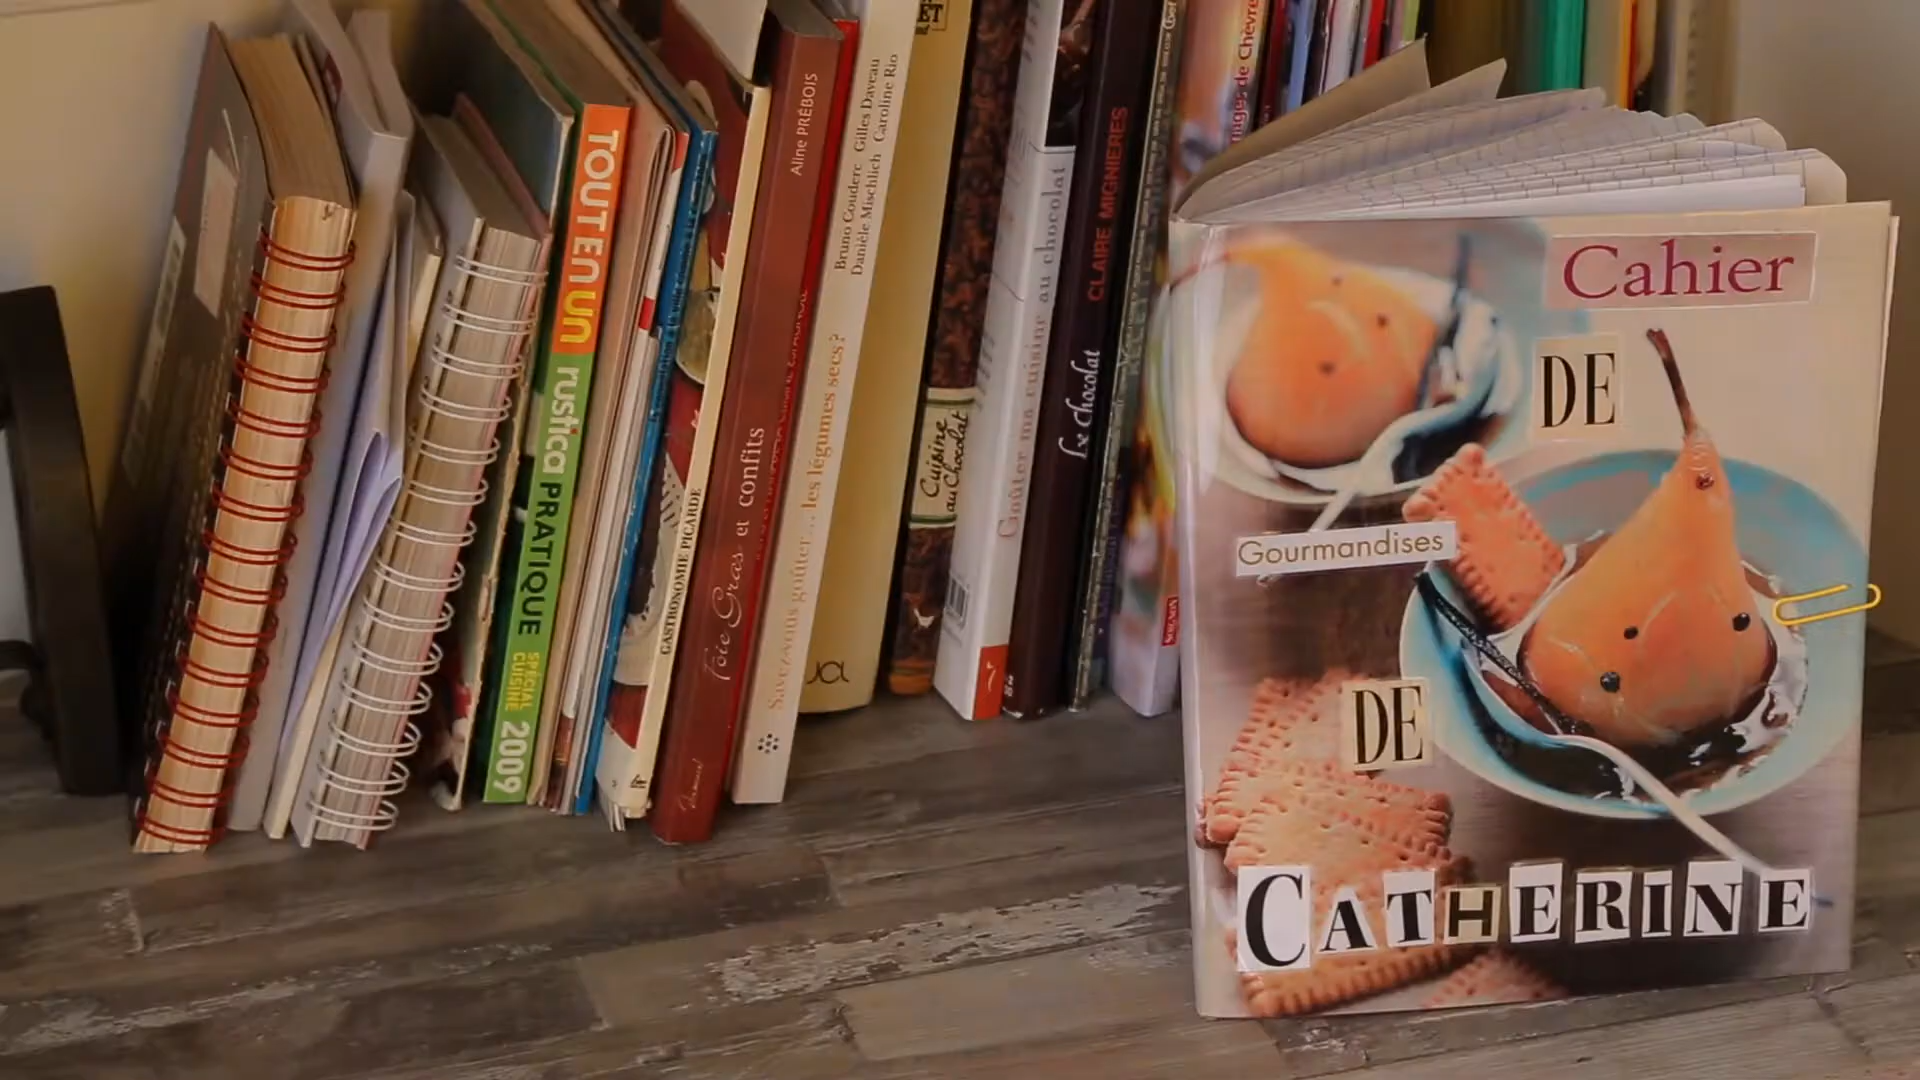 TOUT EN UN
rustica PRATIQUE
SPÉCIAL CUISINE 2009
GASTRONOMIE PICARDE
Aline PRÉBOIS
Foie Gras et confits
Bruno Couderc Gilles Daveau
Danièle Mischlich Caroline Rio
Savez-vous goûter... les légumes secs ?
Cuisine
au Chocolat
Goûter ma cuisine au chocolat
CLAIRE MIGNIERES
Le Chocolat
de Chèvre
Cahier
DE
Gourmandises
DE
CATHERINE